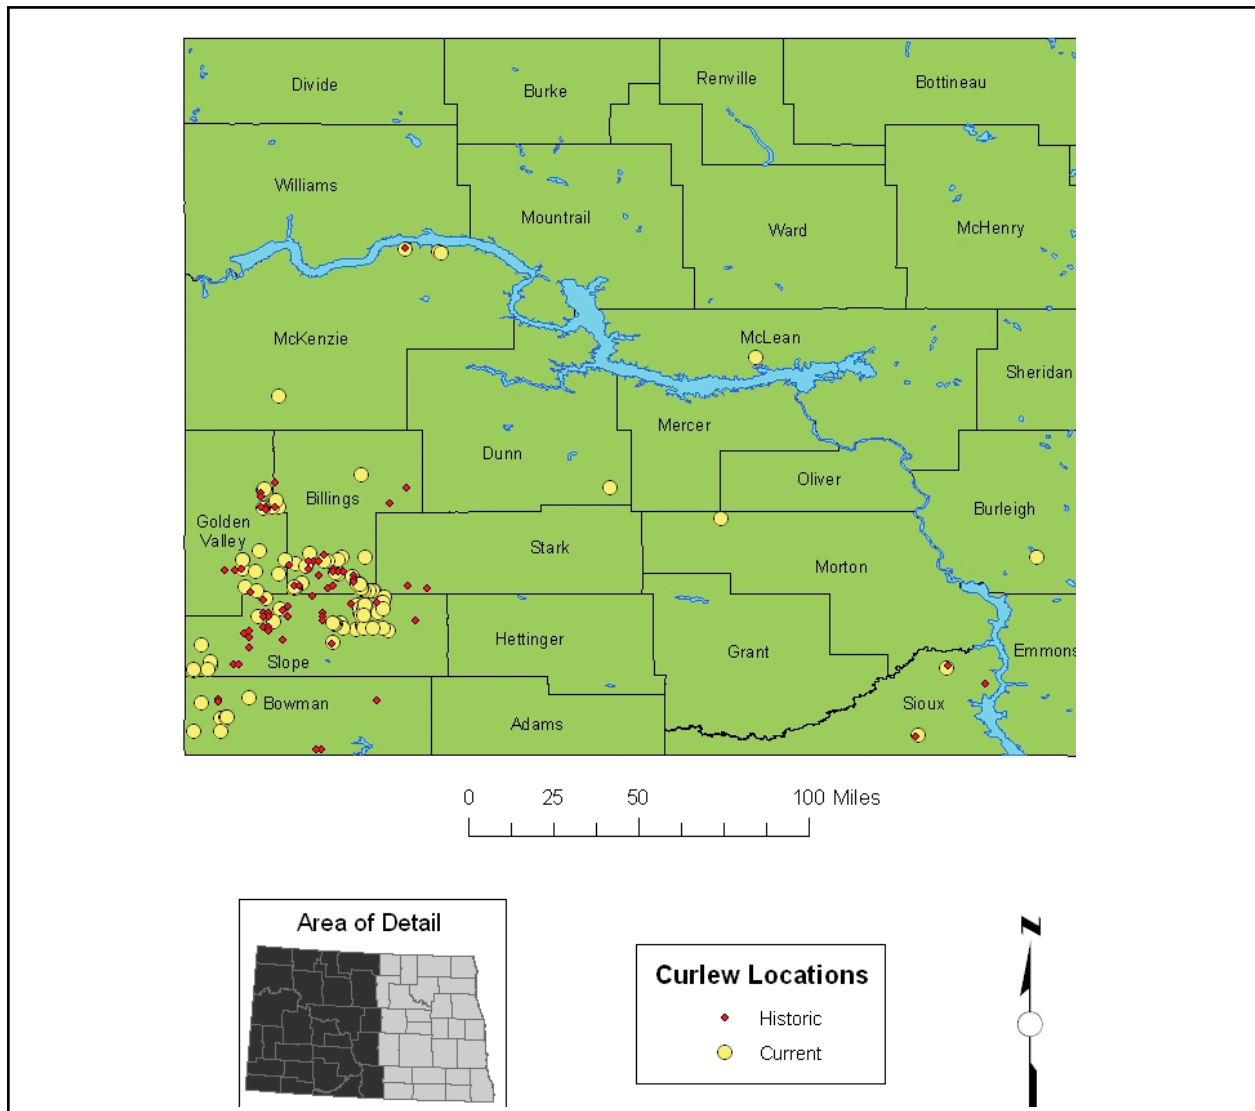 Divide
Burke
Renville
Bottineau
Williams
Mountrail
Ward
McHenry
McKenzie
McLean
Sheridan
Mercer
Dunn
Oliver
Billings
Burleigh
Golden
Valley
Stark
Morton
Hettinger
Grant
Emmons
Slope
Sioux
Bowman
Adams
0 25 50 100 Miles
Area of Detail
Curlew Locations
Historic
Current
N